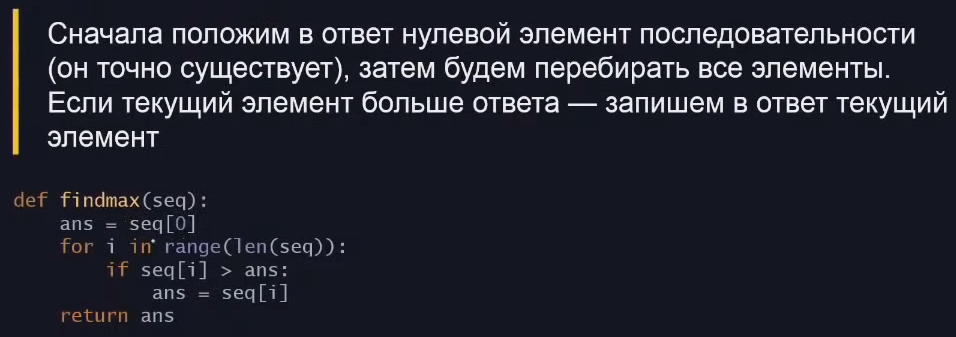 Сначала положим в ответ нулевой элемент последовательности
(он точно существует), затем будем перебирать все элементы.
Если текущий элемент больше ответа — запишем в ответ текущий
элемент
def findmax(seq):
    ans = seq[0]
    for i in range(len(seq)):
        if seq[i] > ans:
            ans = seq[i]
    return ans